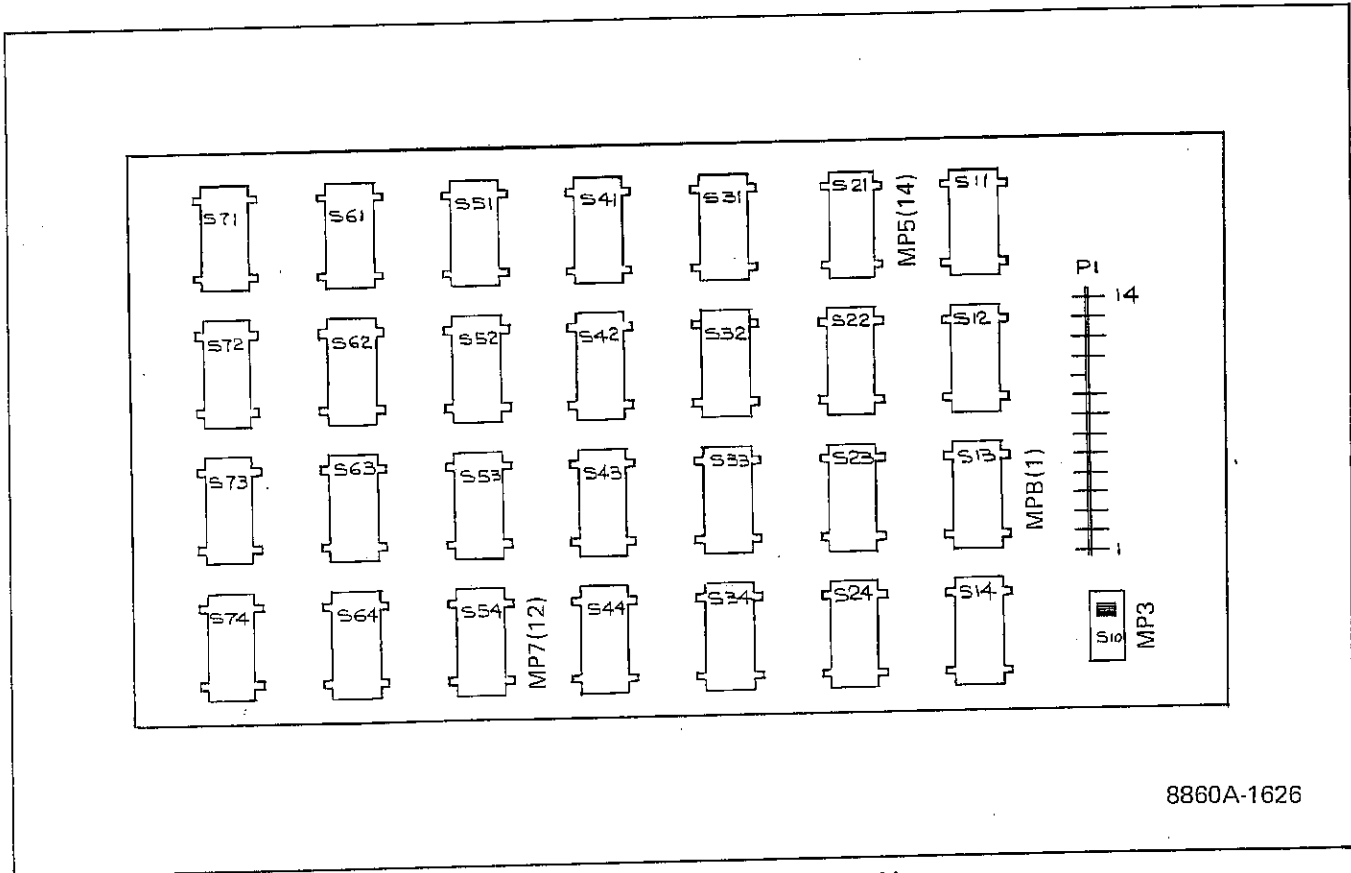 S71 S61 S51 S41 S31 S21 MP5(14) S11
P1
14
S72 S62 S52 S42 S32 S22 S12
S73 S63 S53 S43 S33 S23 S13 MPB(1)
1
S74 S64 S54 MP7(12) S44 S34 S24 S14 S10 MP3
8860A-1626